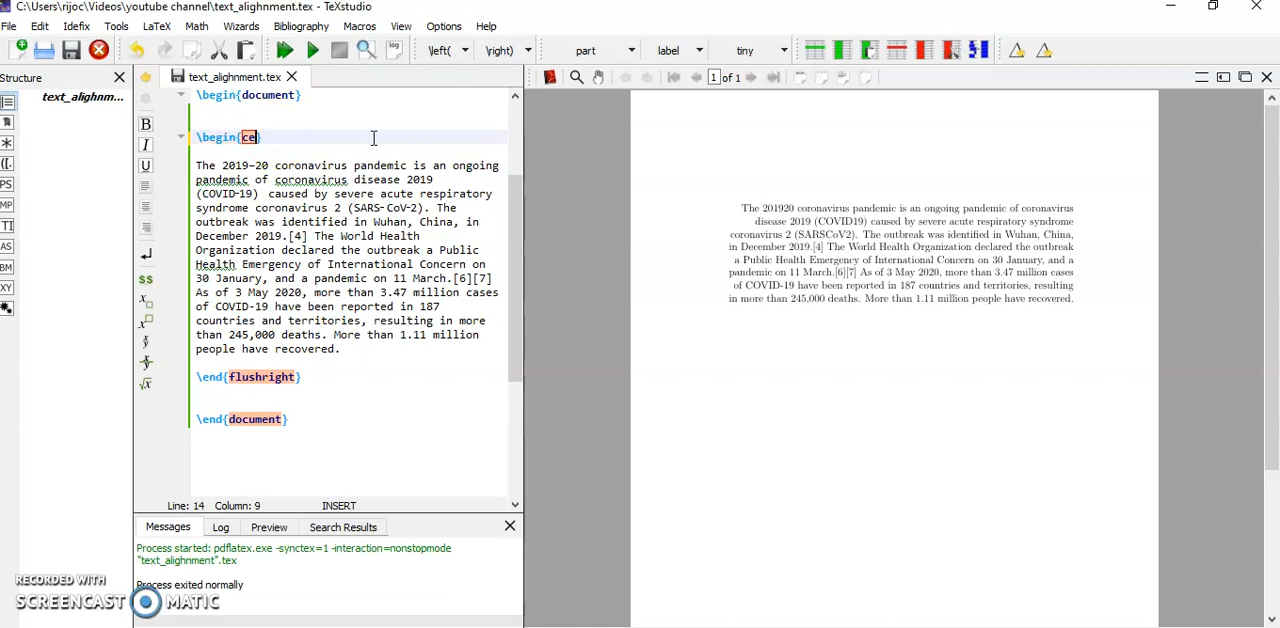 C:\Users\rijoc\Videos\youtube channel\text_alighnment.tex - TeXstudio
File Edit Idefix Tools LaTeX Math Wizards Bibliography Macros View Options Help
log \left( \right) part label tiny
Structure text_alighnment.tex 1 of 1
text_alighnm...
\begin{document}
B
\begin{ce}
I
U
The 2019–20 coronavirus pandemic is an ongoing
pandemic of coronavirus disease 2019
(COVID‑19) caused by severe acute respiratory
syndrome coronavirus 2 (SARS‑CoV‑2). The
outbreak was identified in Wuhan, China, in
December 2019.[4] The World Health
Organization declared the outbreak a Public
Health Emergency of International Concern on
30 January, and a pandemic on 11 March.[6][7]
As of 3 May 2020, more than 3.47 million cases
of COVID-19 have been reported in 187
countries and territories, resulting in more
than 245,000 deaths. More than 1.11 million
people have recovered.
\end{flushright}
\end{document}
PS
MP
TI
AS
BM
XY
$$
The 201920 coronavirus pandemic is an ongoing pandemic of coronavirus
disease 2019 (COVID19) caused by severe acute respiratory syndrome
coronavirus 2 (SARSCoV2). The outbreak was identified in Wuhan, China,
in December 2019.[4] The World Health Organization declared the outbreak
a Public Health Emergency of International Concern on 30 January, and a
pandemic on 11 March.[6][7] As of 3 May 2020, more than 3.47 million cases
of COVID-19 have been reported in 187 countries and territories, resulting
in more than 245,000 deaths. More than 1.11 million people have recovered.
Line: 14 Column: 9 INSERT
Messages Log Preview Search Results
Process started: pdflatex.exe -synctex=1 -interaction=nonstopmode
"text_alighnment".tex
Process exited normally
RECORDED WITH
SCREENCAST MATIC